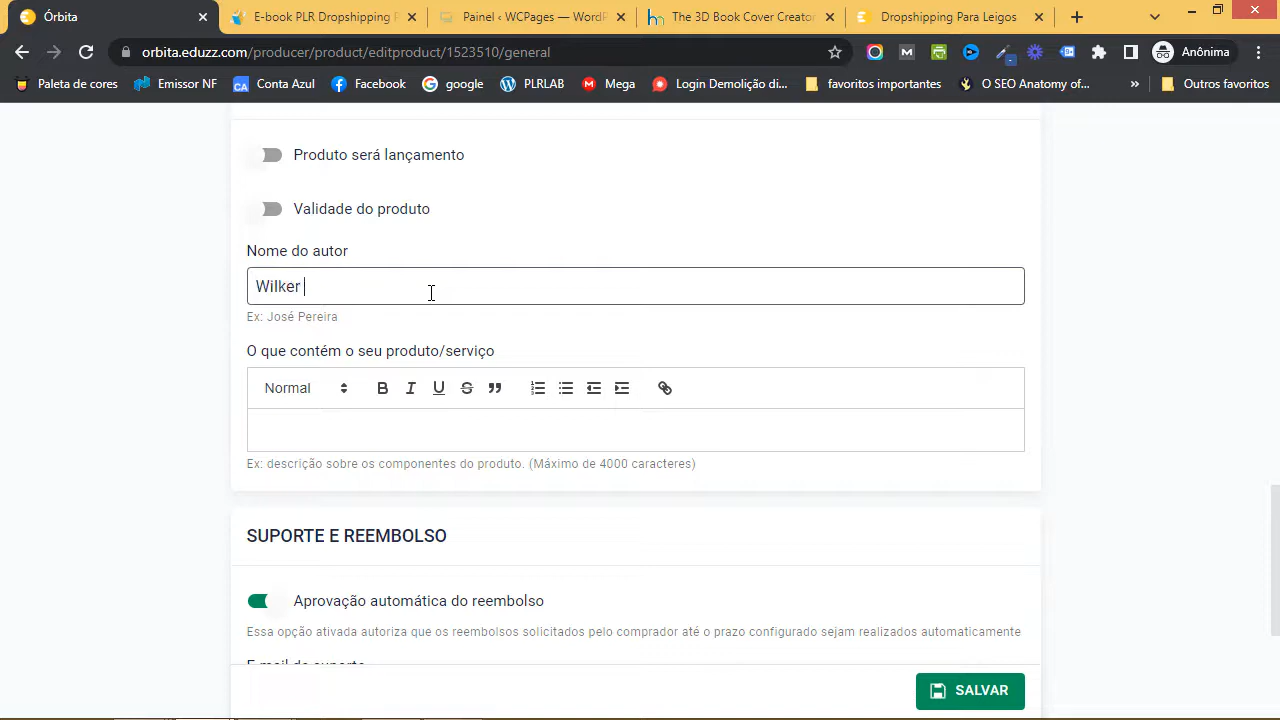 Órbita
E-book PLR Dropshipping P
Painel ‹ WCPages — WordP
The 3D Book Cover Creator
Dropshipping Para Leigos
orbita.eduzz.com/producer/product/editproduct/1523510/general
Anônima
Paleta de cores
Emissor NF
CA
Conta Azul
Facebook
google
PLRLAB
Mega
Login Demolição di...
favoritos importantes
O SEO Anatomy of...
»
Outros favoritos
Produto será lançamento
Validade do produto
Nome do autor
Wilker
Ex: José Pereira
O que contém o seu produto/serviço
Normal
Ex: descrição sobre os componentes do produto. (Máximo de 4000 caracteres)
SUPORTE E REEMBOLSO
Aprovação automática do reembolso
Essa opção ativada autoriza que os reembolsos solicitados pelo comprador até o prazo configurado sejam realizados automaticamente
E-mail de suporte
SALVAR